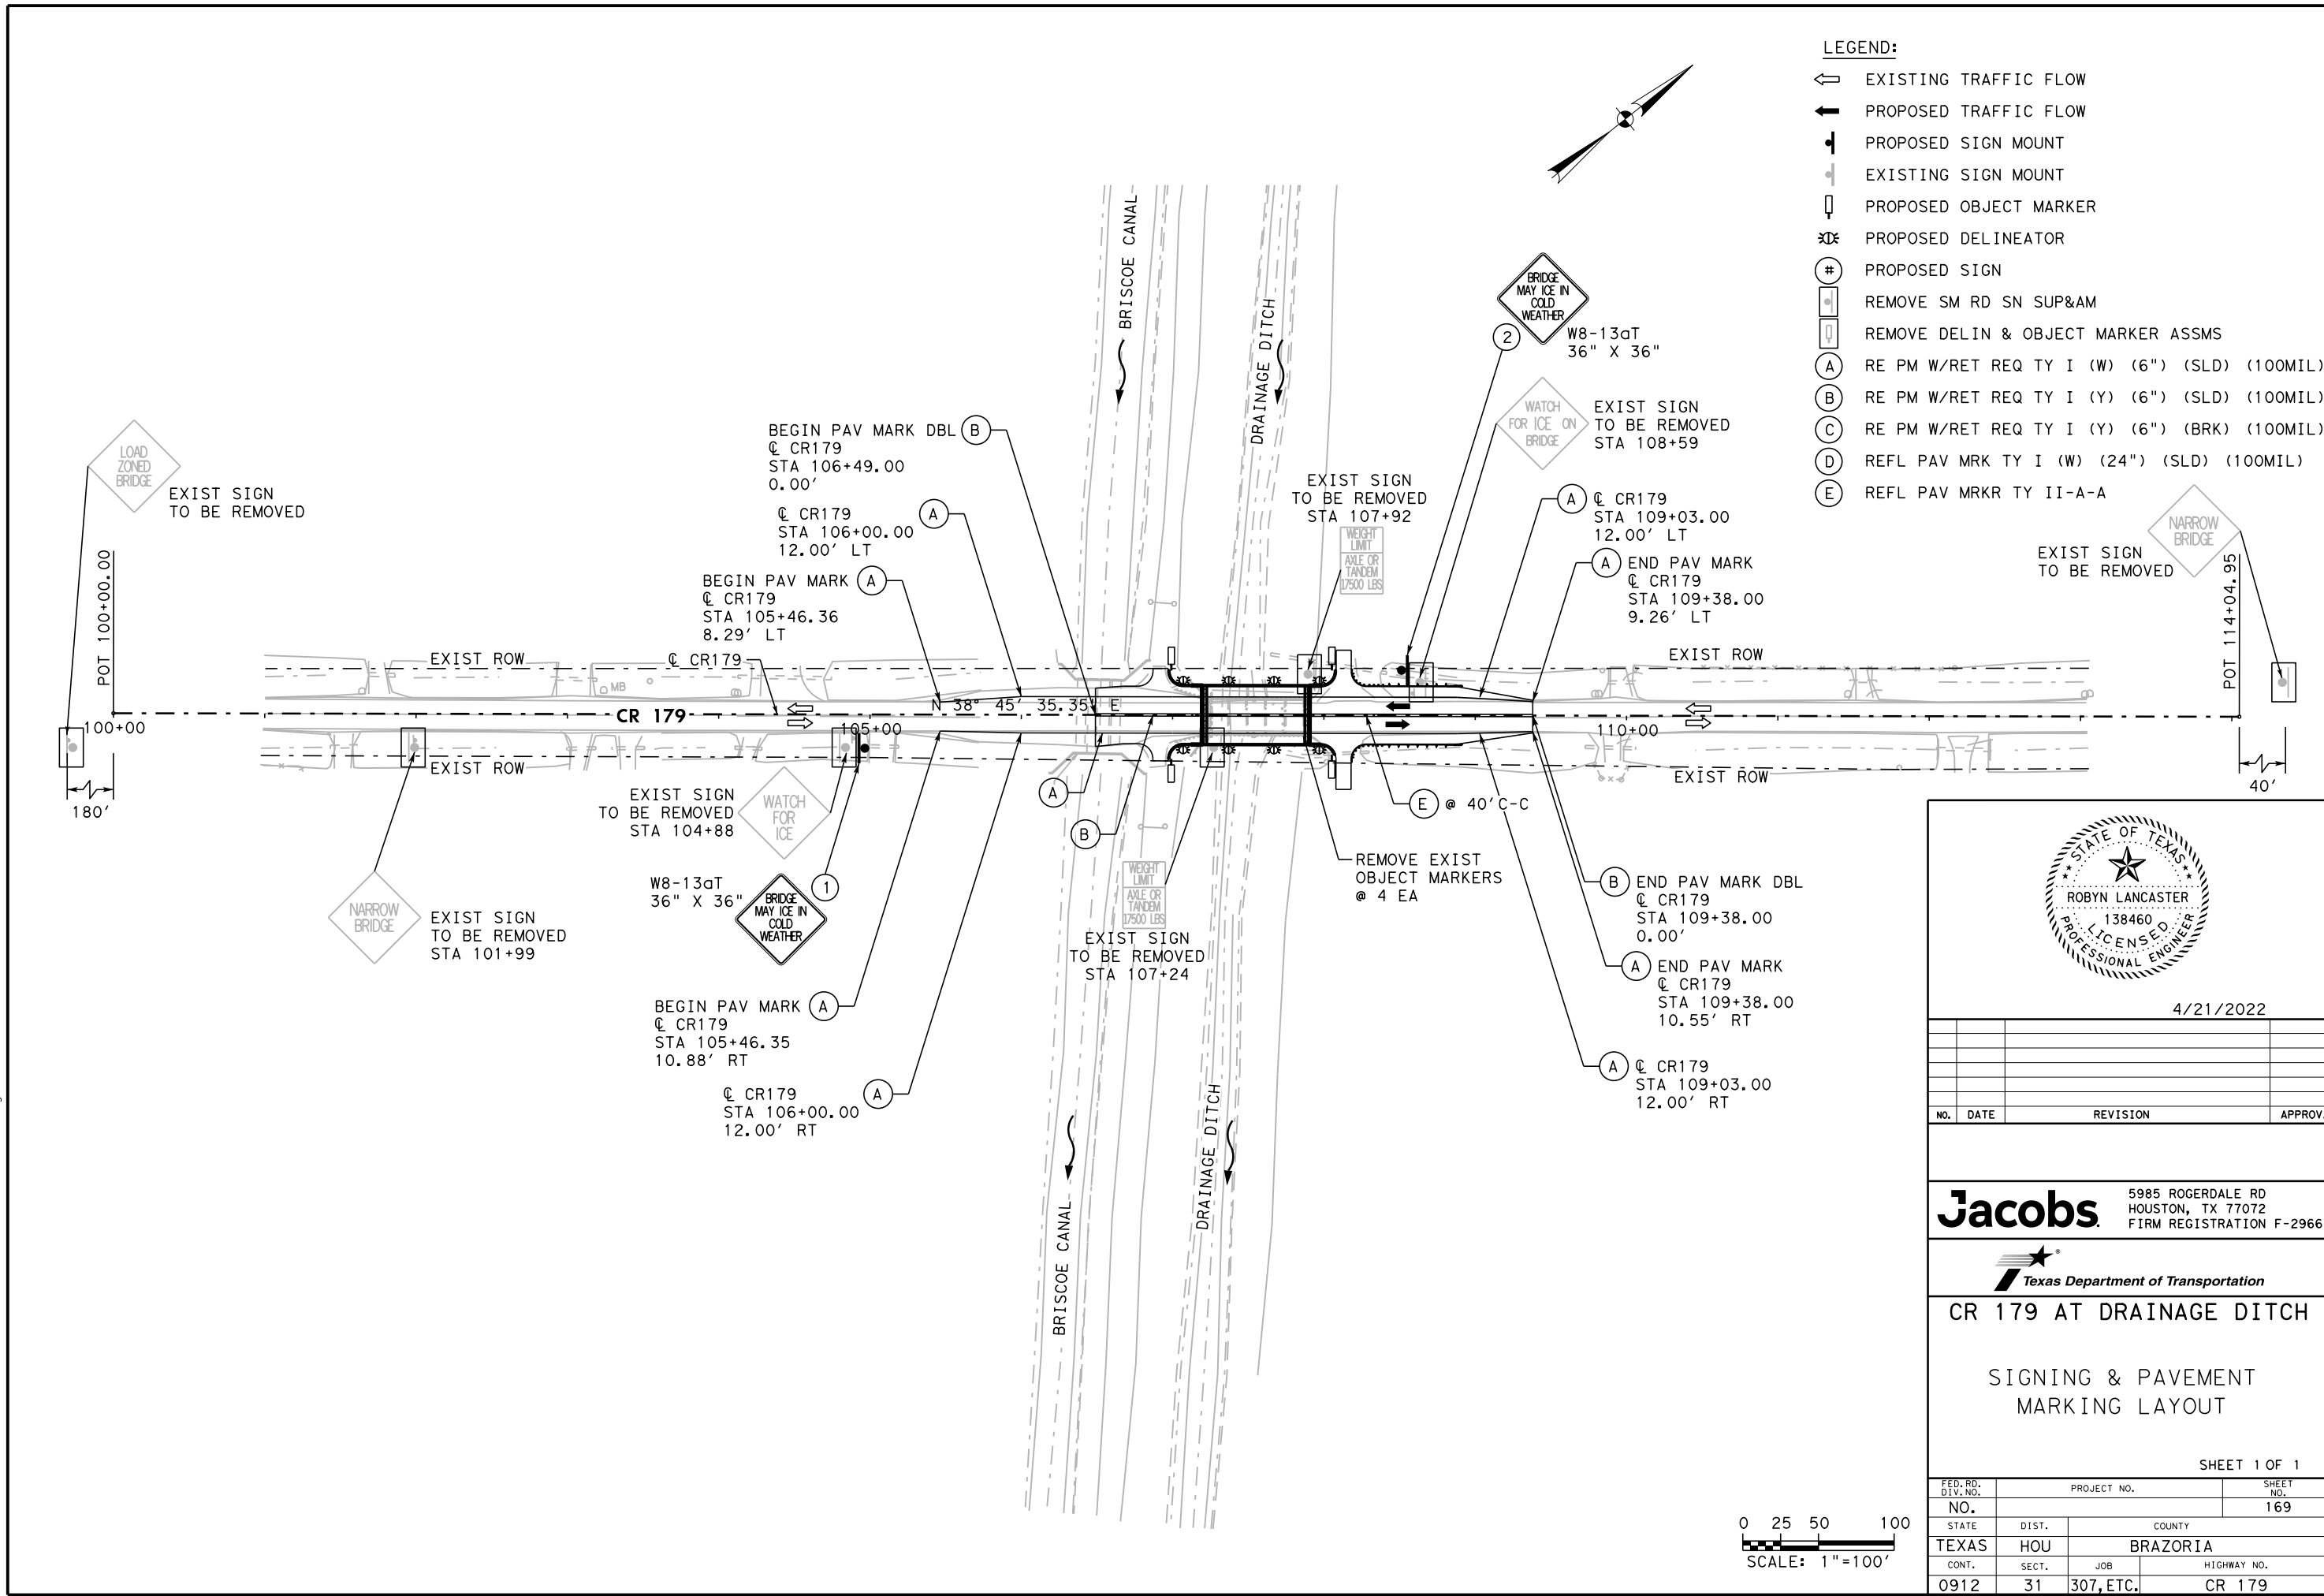 LEGEND:
EXISTING TRAFFIC FLOW
PROPOSED TRAFFIC FLOW
PROPOSED SIGN MOUNT
EXISTING SIGN MOUNT
PROPOSED OBJECT MARKER
PROPOSED DELINEATOR
# PROPOSED SIGN
REMOVE SM RD SN SUP&AM
REMOVE DELIN & OBJECT MARKER ASSMS
A RE PM W/RET REQ TY I (W) (6") (SLD) (100MIL)
B RE PM W/RET REQ TY I (Y) (6") (SLD) (100MIL)
C RE PM W/RET REQ TY I (Y) (6") (BRK) (100MIL)
D REFL PAV MRK TY I (W) (24") (SLD) (100MIL)
E REFL PAV MRKR TY II-A-A
BRISCOE CANAL
DRAINAGE DITCH
BRIDGE
MAY ICE IN
COLD
WEATHER
2
W8-13aT
36" X 36"
WATCH
FOR ICE ON
BRIDGE
EXIST SIGN
TO BE REMOVED
STA 108+59
LOAD
ZONED
BRIDGE
EXIST SIGN
TO BE REMOVED
POT 100+00.00
BEGIN PAV MARK DBL B
℄ CR179
STA 106+49.00
0.00'
℄ CR179 A
STA 106+00.00
12.00' LT
BEGIN PAV MARK A
℄ CR179
STA 105+46.36
8.29' LT
EXIST SIGN
TO BE REMOVED
STA 107+92
WEIGHT
LIMIT
AXLE OR
TANDEM
17500 LBS
A ℄ CR179
STA 109+03.00
12.00' LT
A END PAV MARK
℄ CR179
STA 109+38.00
9.26' LT
NARROW
BRIDGE
EXIST SIGN
TO BE REMOVED
POT 114+04.95
EXIST ROW
℄ CR179
EXIST ROW
MB
100+00
CR 179
105+00
N 38° 45' 35.35" E
110+00
EXIST ROW
EXIST ROW
180'
40'
EXIST SIGN
TO BE REMOVED
STA 104+88
WATCH
FOR
ICE
A
B
E @ 40'C-C
REMOVE EXIST
OBJECT MARKERS
@ 4 EA
NARROW
BRIDGE
EXIST SIGN
TO BE REMOVED
STA 101+99
W8-13aT
36" X 36"
1
BRIDGE
MAY ICE IN
COLD
WEATHER
WEIGHT
LIMIT
AXLE OR
TANDEM
17500 LBS
EXIST SIGN
TO BE REMOVED
STA 107+24
B END PAV MARK DBL
℄ CR179
STA 109+38.00
0.00'
A END PAV MARK
℄ CR179
STA 109+38.00
10.55' RT
BEGIN PAV MARK A
℄ CR179
STA 105+46.35
10.88' RT
℄ CR179 A
STA 106+00.00
12.00' RT
A ℄ CR179
STA 109+03.00
12.00' RT
BRISCOE CANAL
DRAINAGE DITCH
0 25 50 100
SCALE: 1"=100'
STATE OF TEXAS
ROBYN LANCASTER
138460
LICENSED
PROFESSIONAL ENGINEER
4/21/2022
NO. DATE REVISION APPROV.
Jacobs
5985 ROGERDALE RD
HOUSTON, TX 77072
FIRM REGISTRATION F-2966
Texas Department of Transportation
CR 179 AT DRAINAGE DITCH
SIGNING & PAVEMENT
MARKING LAYOUT
SHEET 1 OF 1
FED.RD. DIV.NO. PROJECT NO. SHEET NO.
NO. 169
STATE DIST. COUNTY
TEXAS HOU BRAZORIA
CONT. SECT. JOB HIGHWAY NO.
0912 31 307,ETC. CR 179